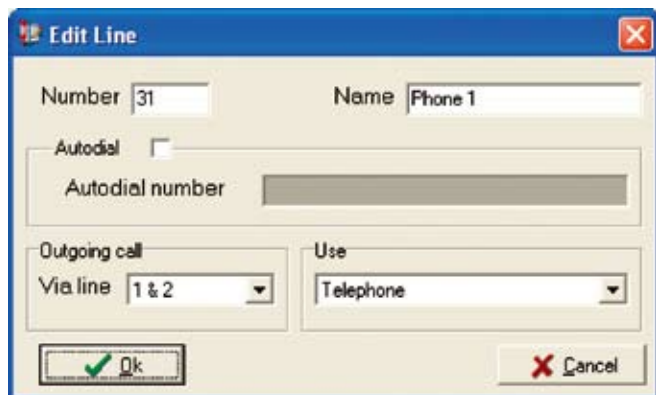 Edit Line
Number 31 Name Phone 1
Autodial
Autodial number
Outgoing call Use
Via line 1 & 2 Telephone
Ok Cancel